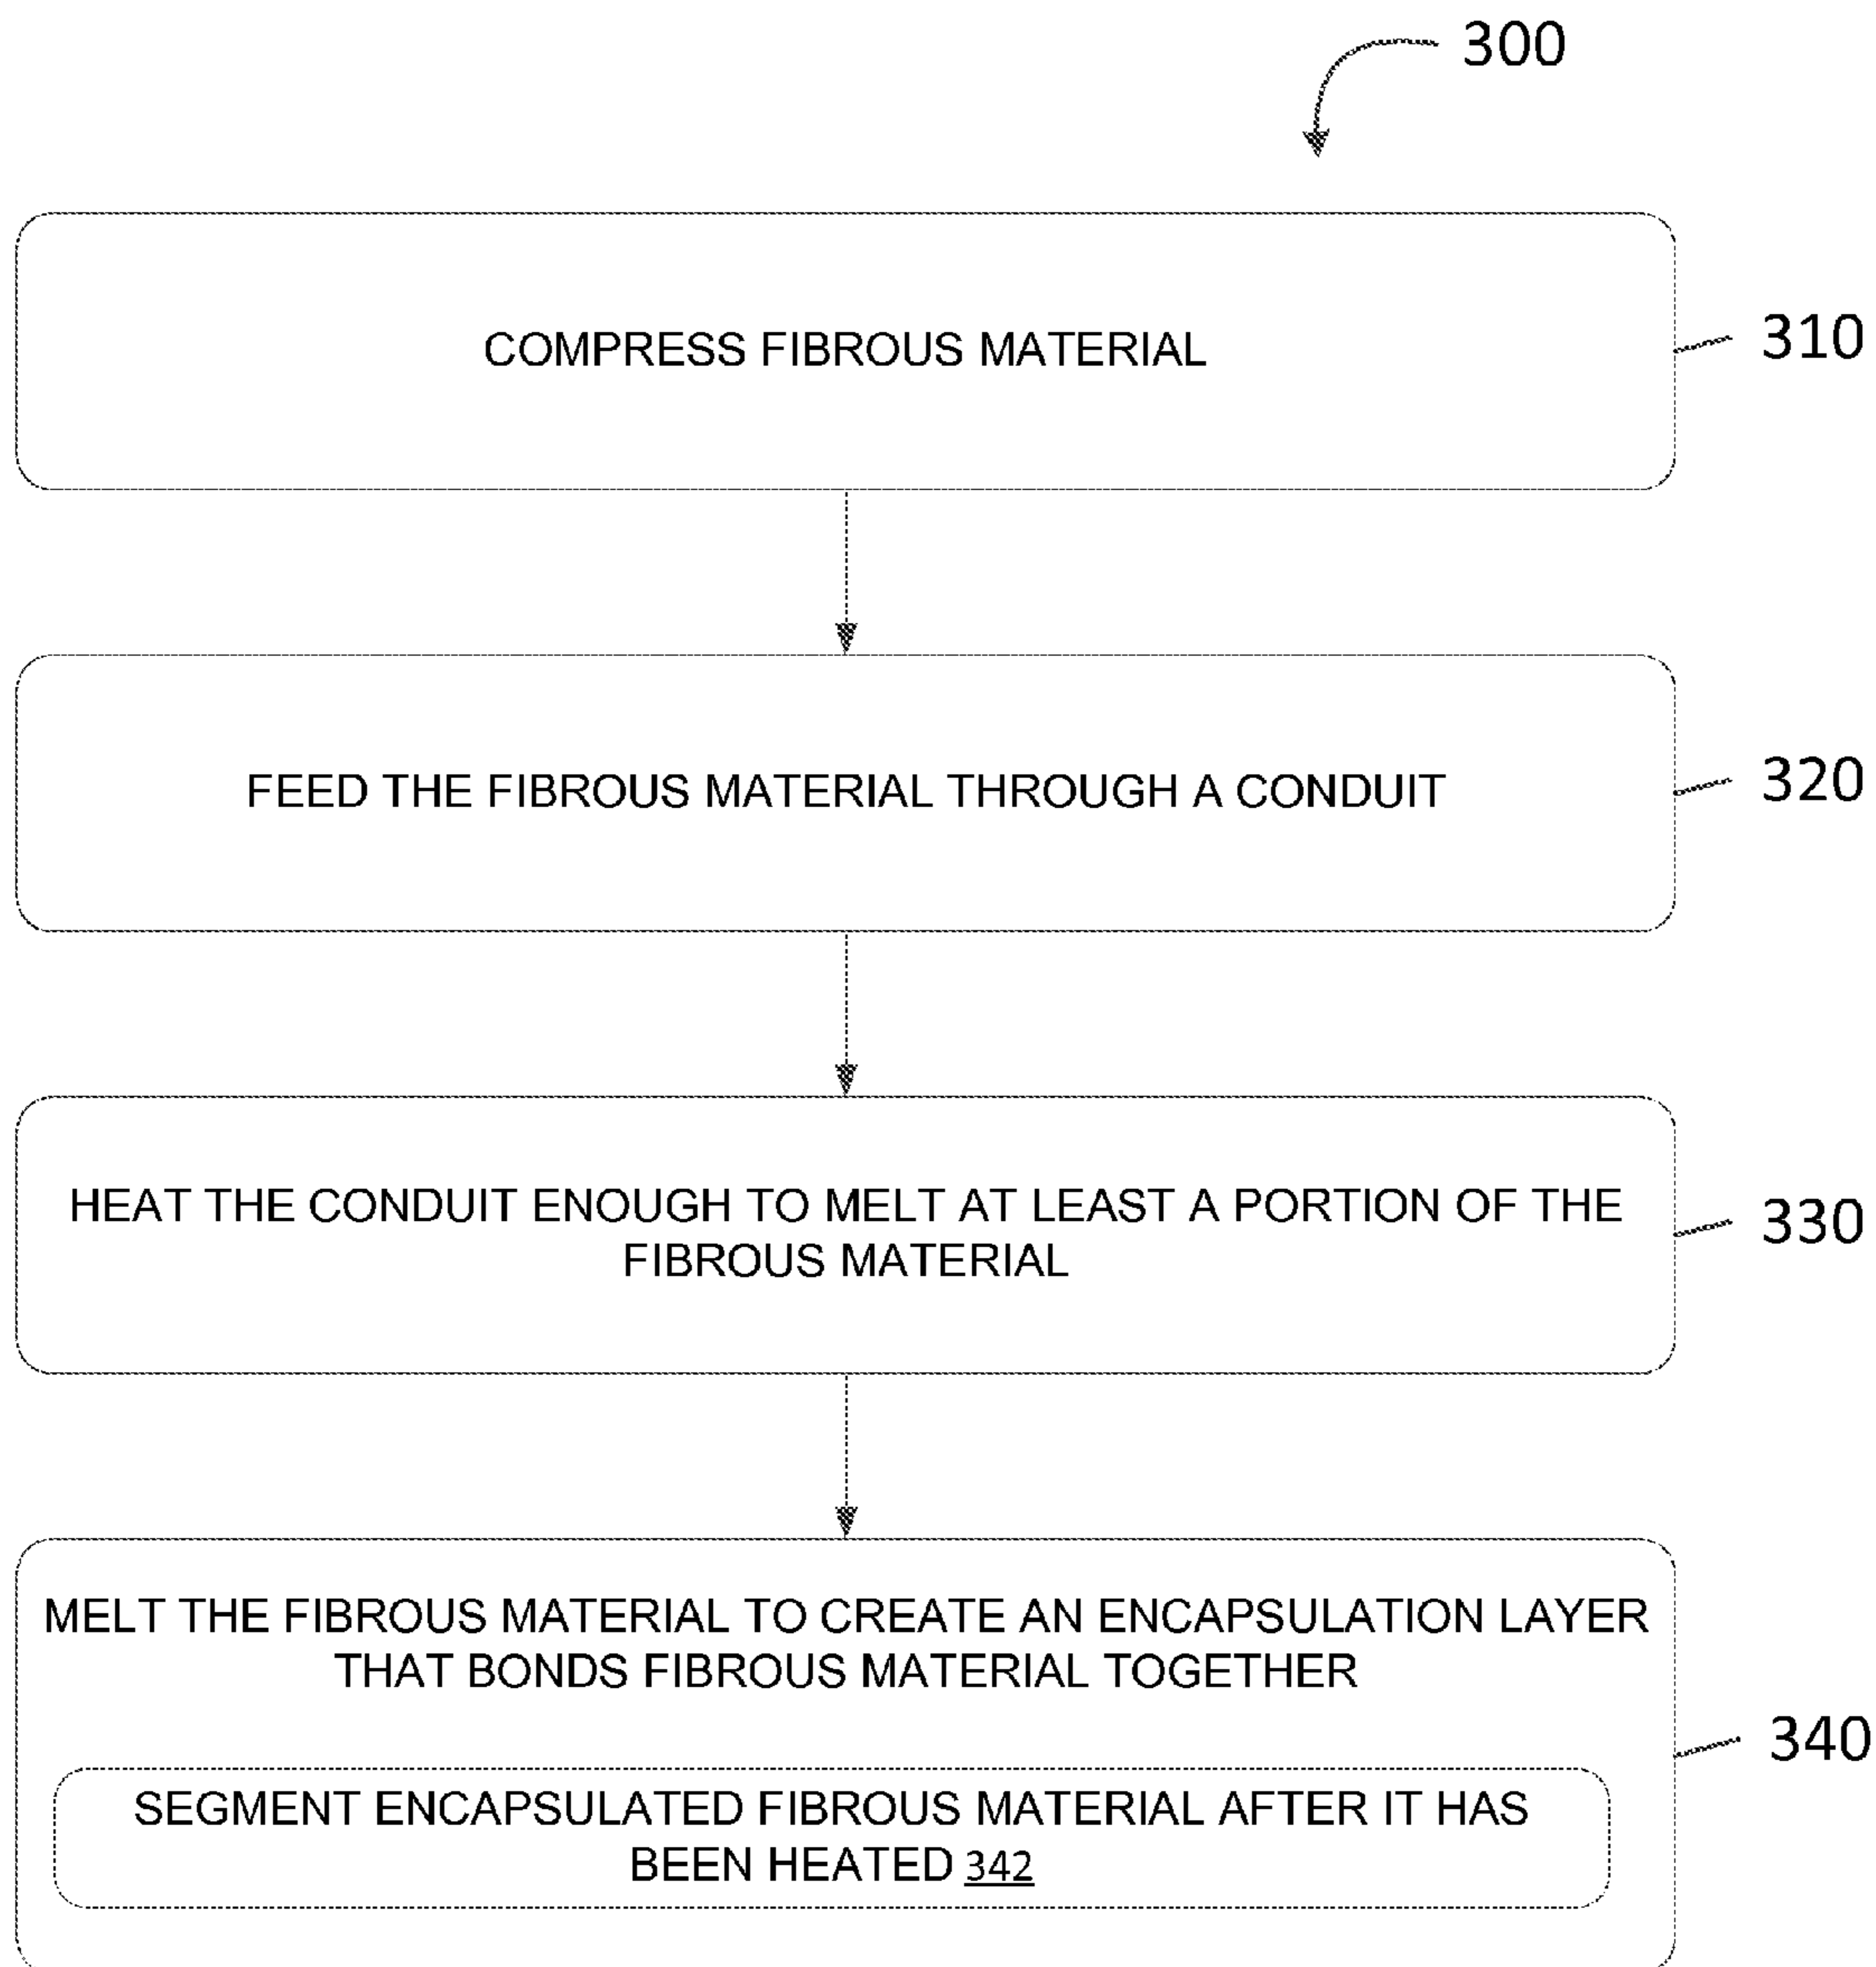 300
COMPRESS FIBROUS MATERIAL
310
FEED THE FIBROUS MATERIAL THROUGH A CONDUIT
320
HEAT THE CONDUIT ENOUGH TO MELT AT LEAST A PORTION OF THE
FIBROUS MATERIAL
330
MELT THE FIBROUS MATERIAL TO CREATE AN ENCAPSULATION LAYER
THAT BONDS FIBROUS MATERIAL TOGETHER
340
SEGMENT ENCAPSULATED FIBROUS MATERIAL AFTER IT HAS
BEEN HEATED 342